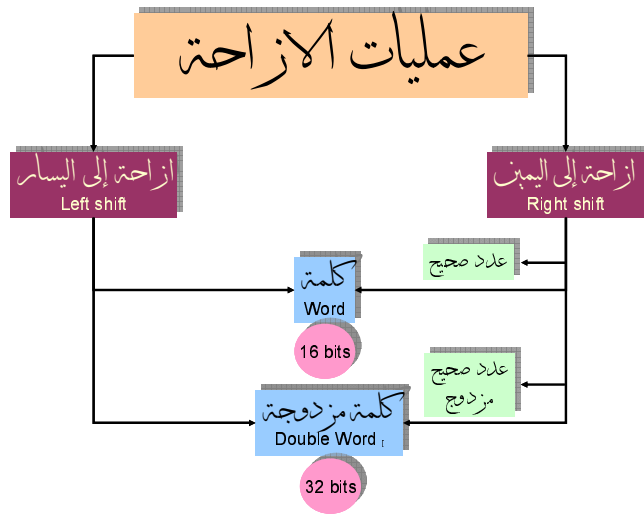 عمليات الازاحة
ازاحة إلى اليمين
Right shift
ازاحة إلى اليسار
Left shift
عدد صحيح
كلمة
Word
16 bits
عدد صحيح
مزدوج
كلمة مزدوجة
Double Word
32 bits